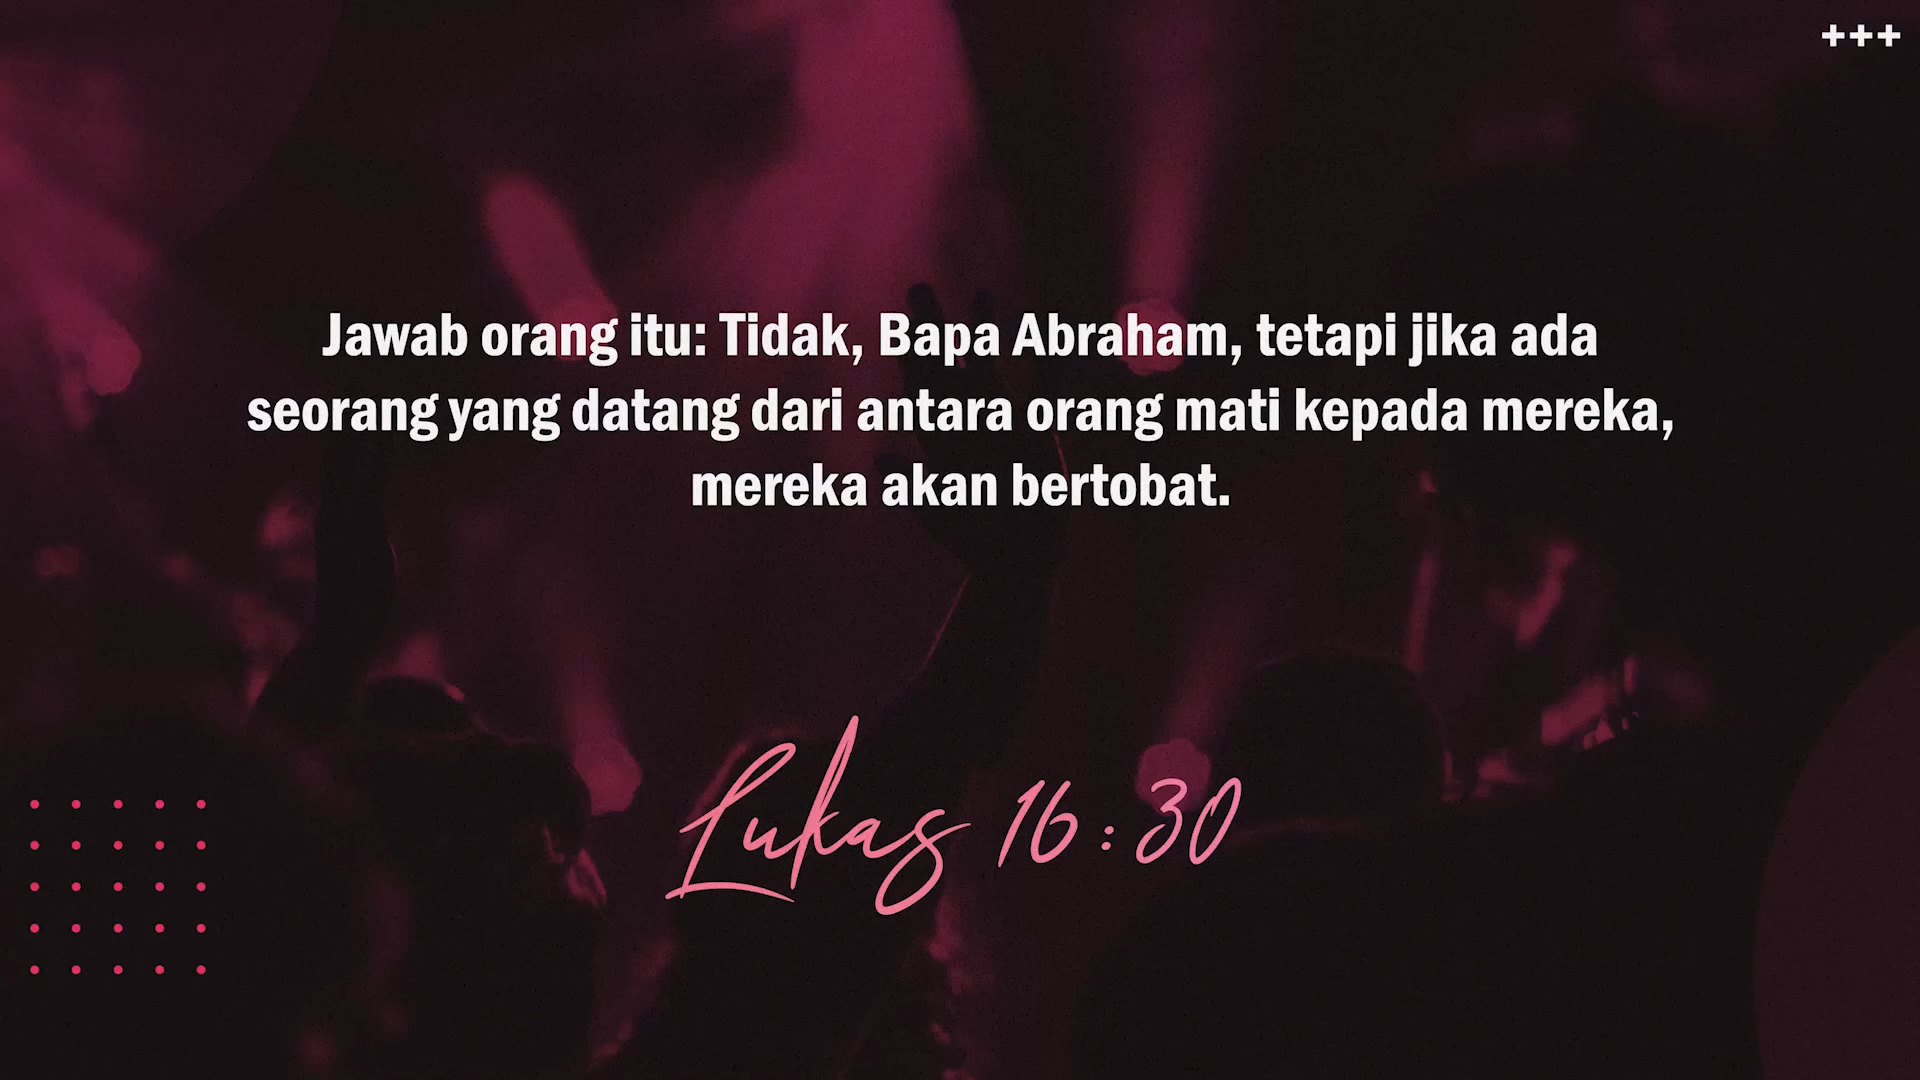 +++
Jawab orang itu: Tidak, Bapa Abraham, tetapi jika ada
seorang yang datang dari antara orang mati kepada mereka,
mereka akan bertobat.
Lukas 16:30